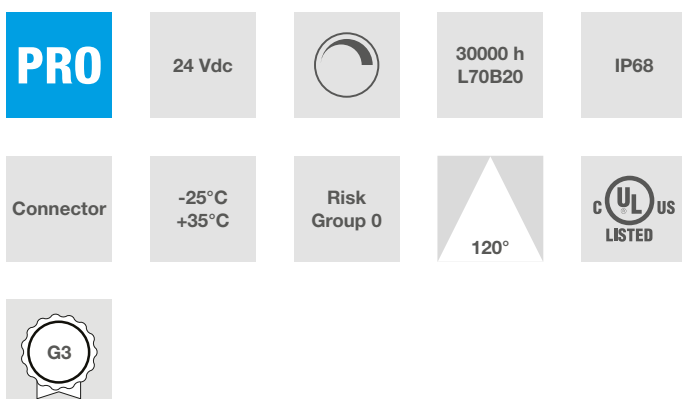 PRO
24 Vdc
30000 h
L70B20
IP68
Connector
-25°C
+35°C
Risk
Group 0
120°
C UL® US
LISTED
G3